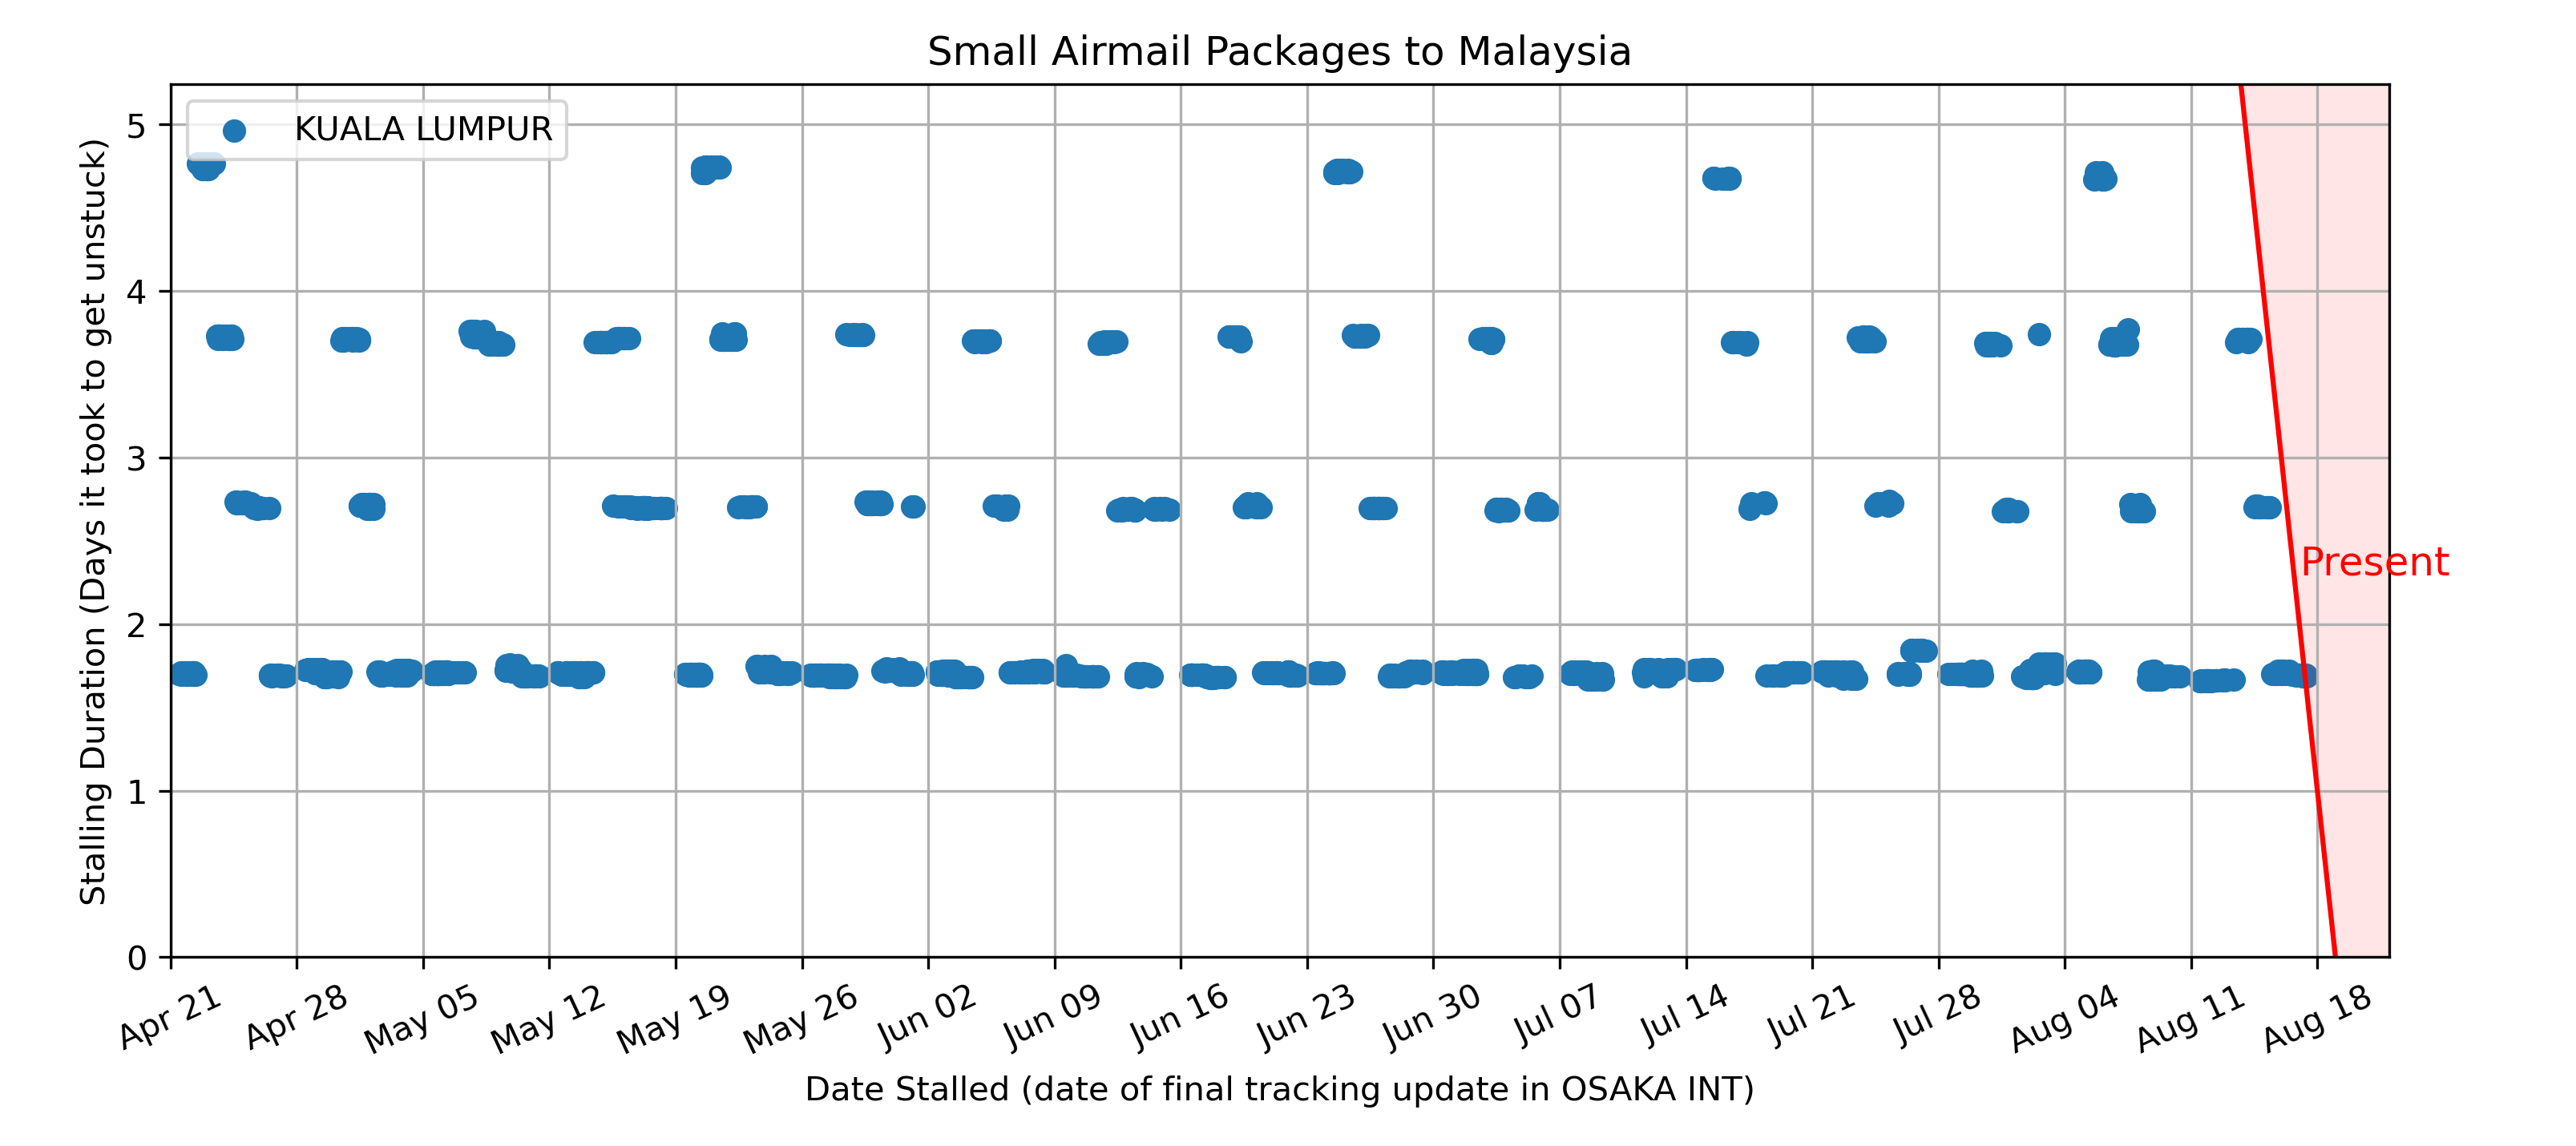 Small Airmail Packages to Malaysia
KUALA LUMPUR
Stalling Duration (Days it took to get unstuck)
5
4
3
2
1
0
Present
Apr 21
Apr 28
May 05
May 12
May 19
May 26
Jun 02
Jun 09
Jun 16
Jun 23
Jun 30
Jul 07
Jul 14
Jul 21
Jul 28
Aug 04
Aug 11
Aug 18
Date Stalled (date of final tracking update in OSAKA INT)